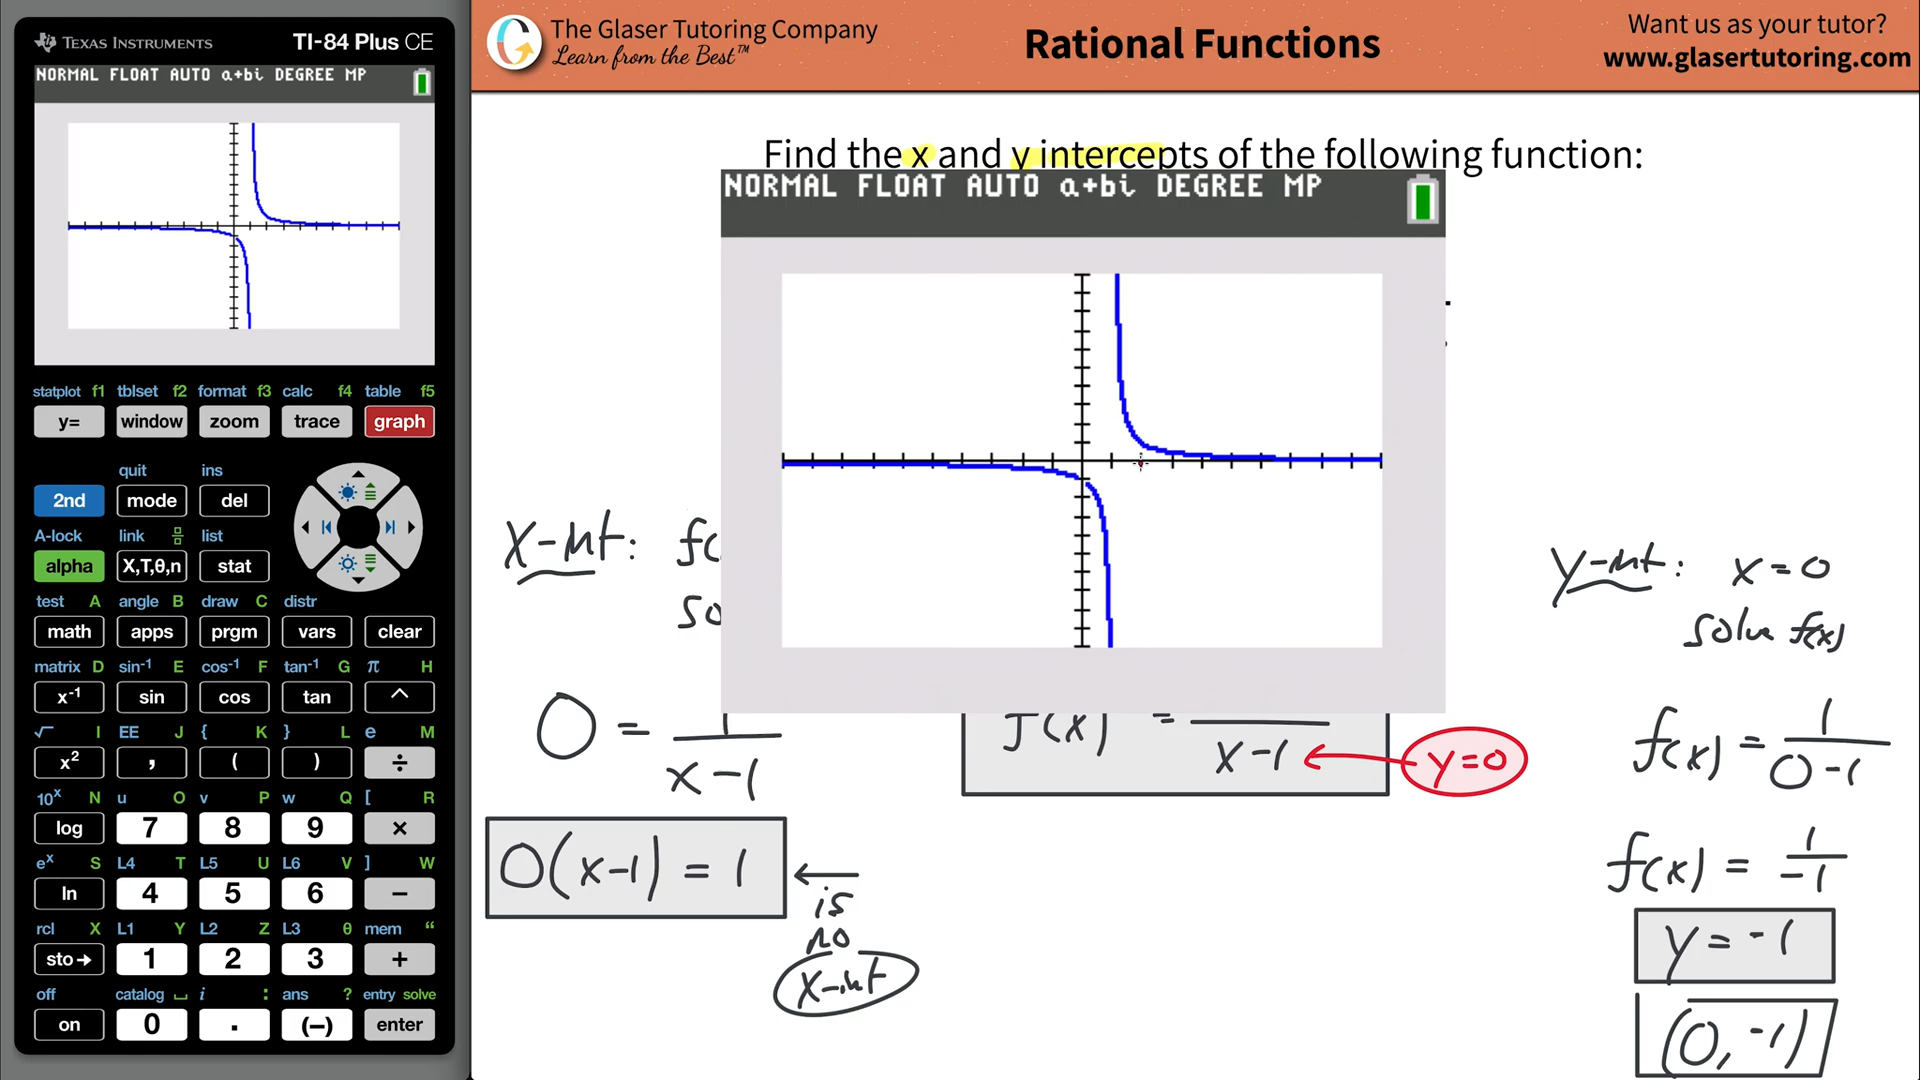 TEXAS INSTRUMENTS TI-84 Plus CE
NORMAL FLOAT AUTO a+bi DEGREE MP
statplot f1 tblset f2 format f3 calc f4 table f5
y= window zoom trace graph
quit ins
2nd mode del
A-lock link list
alpha X,T,θ,n stat
test A angle B draw C distr
math apps prgm vars clear
matrix D sin-1 E cos-1 F tan-1 G π H
x-1 sin cos tan ^
√ I EE J { K } L e M
x² , ( ) ÷
10x N u O v P w Q [ R
log 7 8 9 ×
ex S L4 T L5 U L6 V ] W
ln 4 5 6 −
rcl X L1 Y L2 Z L3 θ mem “
sto→ 1 2 3 +
off catalog ⎵ i : ans ? entry solve
on 0 . (−) enter
The Glaser Tutoring Company
Learn from the Best™
Rational Functions
Want us as your tutor?
www.glasertutoring.com
Find the x and y intercepts of the following function:
NORMAL FLOAT AUTO a+bi DEGREE MP
x-int: f(
so
0 = 1
x-1
0(x-1) = 1 ←
is
no
x-int
f(x) =
x-1
y=0
y-int: x=0
solve f(x)
f(x) = 1
0-1
f(x) = 1
-1
y = -1
(0, -1)